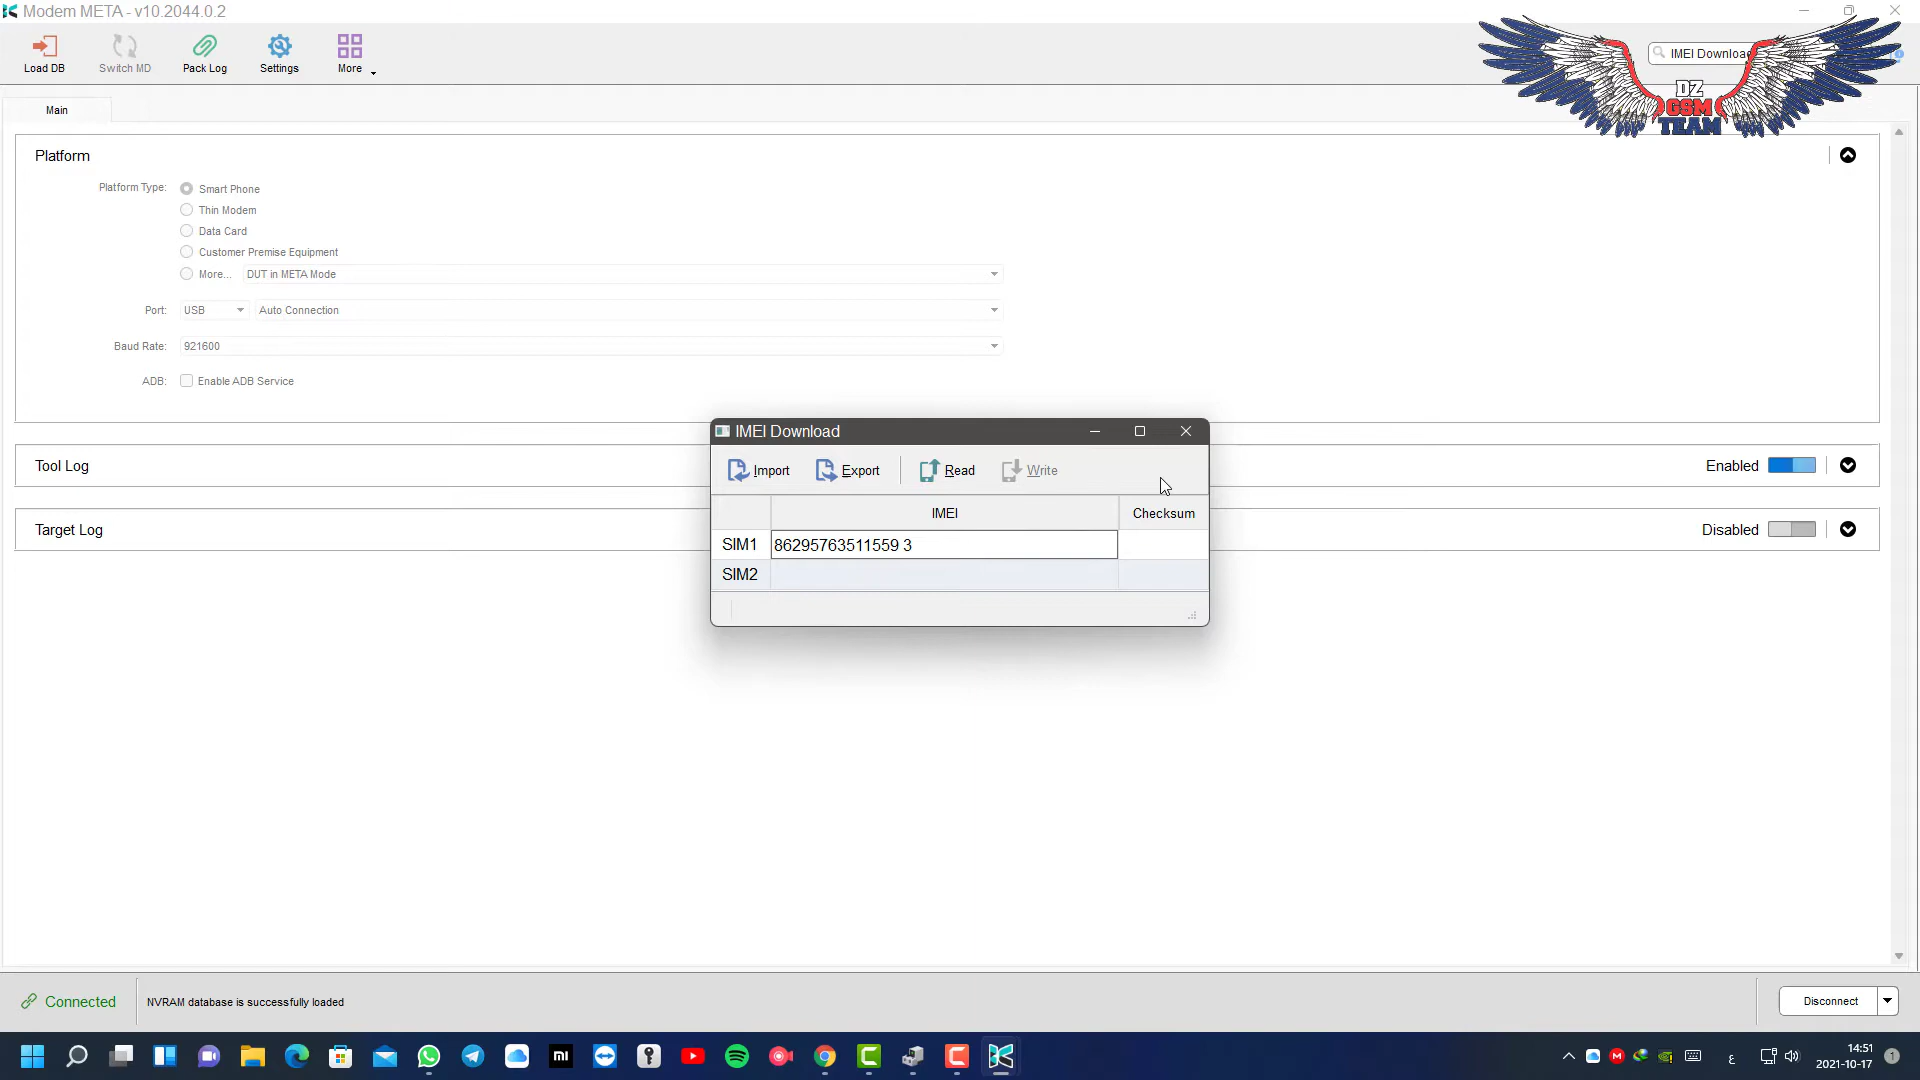 Modem META - v10.2044.0.2
Load DB
Switch MD
Pack Log
Settings
More
IMEI Downloa
DZ
GSM
TEAM
Main
Platform
Platform Type:
Smart Phone
Thin Modem
Data Card
Customer Premise Equipment
More...
DUT in META Mode
Port:
USB
Auto Connection
Baud Rate:
921600
ADB:
Enable ADB Service
IMEI Download
Import
Export
Read
Write
IMEI
Checksum
SIM1
86295763511559 3
SIM2
Tool Log
Enabled
Target Log
Disabled
Connected
NVRAM database is successfully loaded
Disconnect
mi
ع
14:51
2021-10-17
1